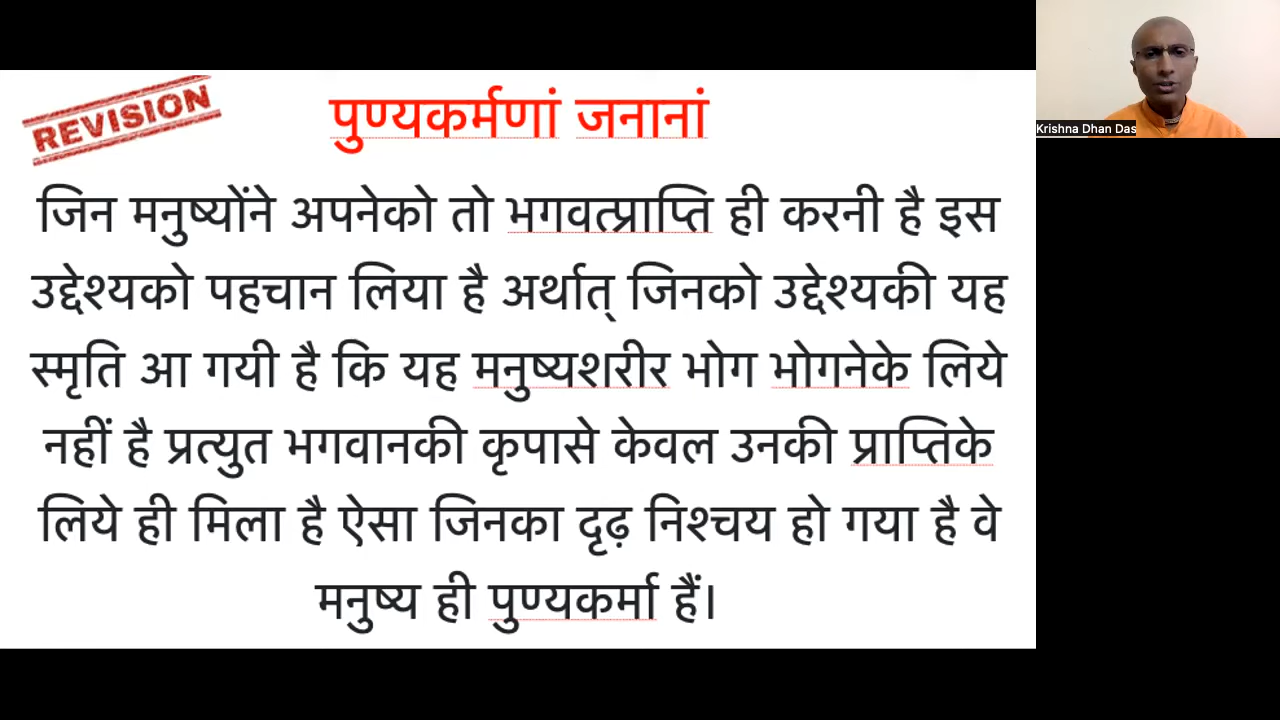 REVISION
पुण्यकर्मणां जनानां
जिन मनुष्योंने अपनेको तो भगवत्प्राप्ति ही करनी है इस
उद्देश्यको पहचान लिया है अर्थात् जिनको उद्देश्यकी यह
स्मृति आ गयी है कि यह मनुष्यशरीर भोग भोगनेके लिये
नहीं है प्रत्युत भगवानकी कृपासे केवल उनकी प्राप्तिके
लिये ही मिला है ऐसा जिनका दृढ़ निश्चय हो गया है वे
मनुष्य ही पुण्यकर्मा हैं।
Krishna Dhan Das